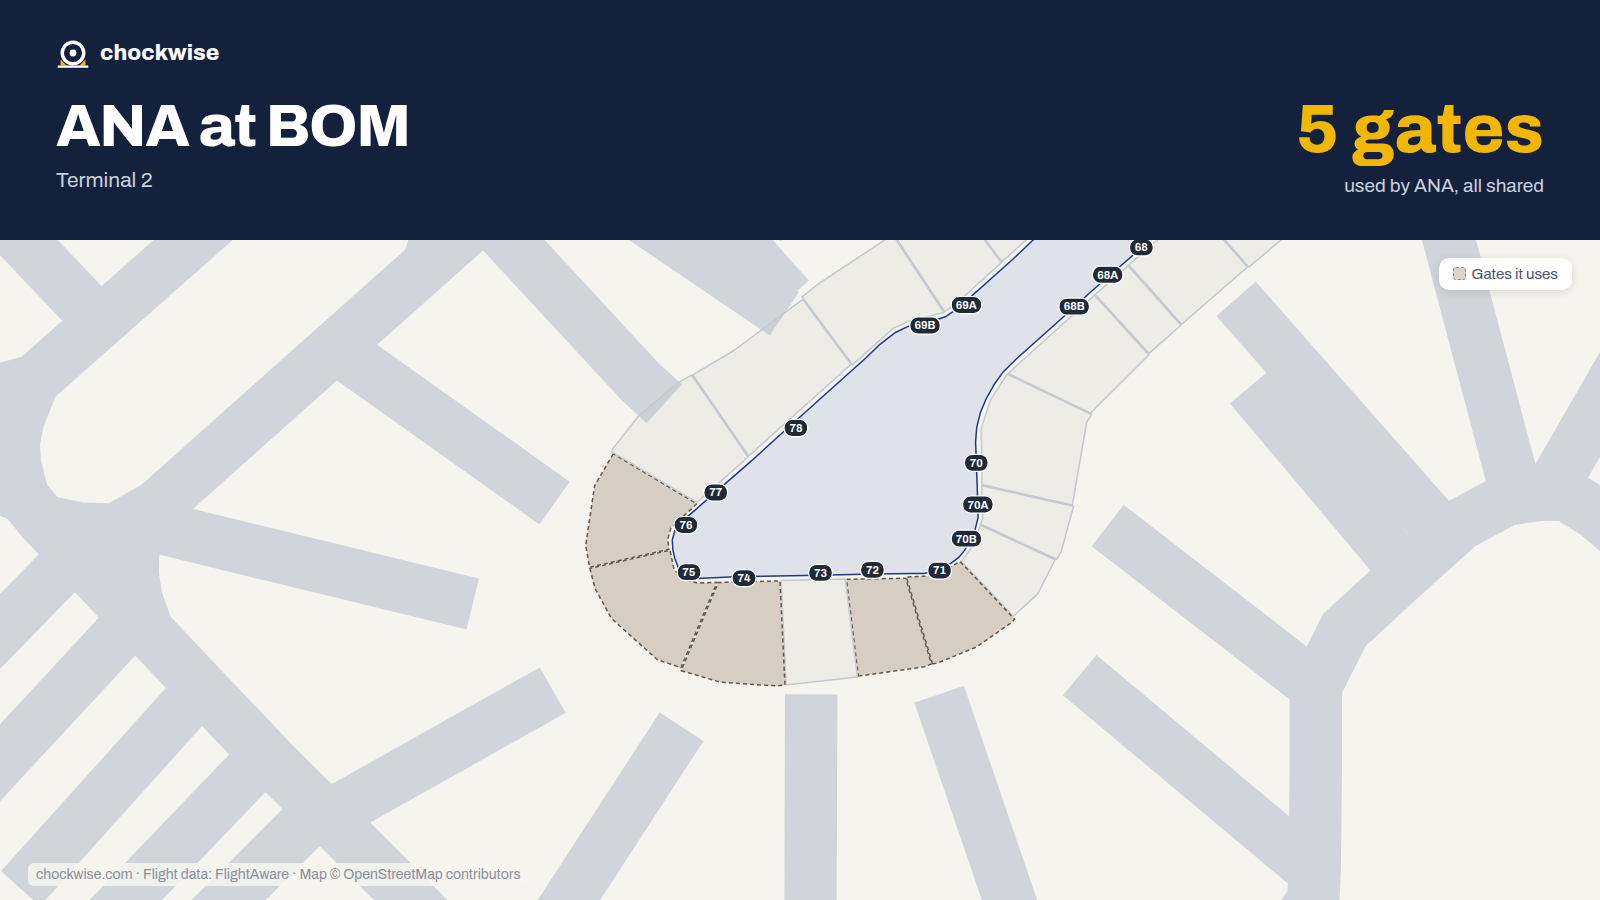 chockwise
ANA at BOM
Terminal 2
5 gates
used by ANA, all shared
Gates it uses
68
68A
68B
69A
69B
78
70
77
70A
76
70B
75
74
73
72
71
chockwise.com · Flight data: FlightAware · Map © OpenStreetMap contributors